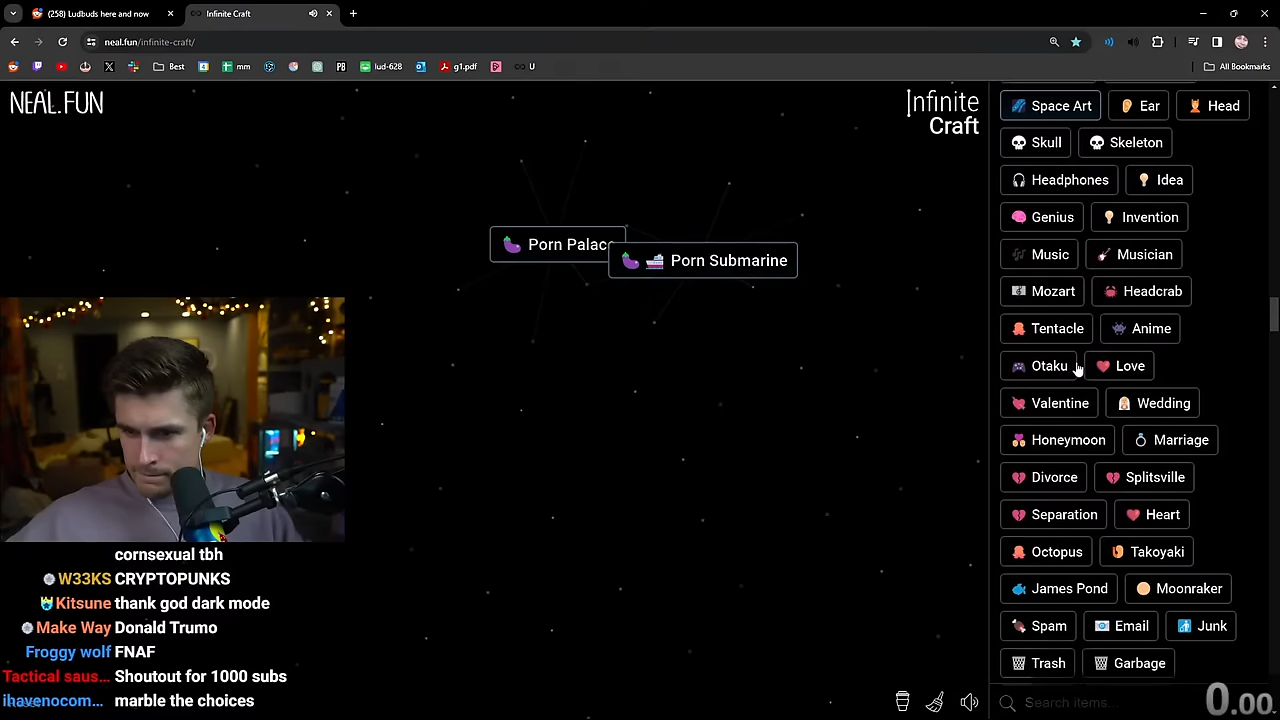 (258) Ludbuds here and now
Infinite Craft
neal.fun/infinite-craft/
Best
mm
lud-628
g1.pdf
U
All Bookmarks
NEAL.FUN
Infinite
Craft
Space Art
Ear
Head
Skull
Skeleton
Headphones
Idea
Genius
Invention
Music
Musician
Mozart
Headcrab
Tentacle
Anime
Otaku
Love
Valentine
Wedding
Honeymoon
Marriage
Divorce
Splitsville
Separation
Heart
Octopus
Takoyaki
James Pond
Moonraker
Spam
Email
Junk
Trash
Garbage
Search items...
0.00
Porn Palac
Porn Submarine
cornsexual tbh
W33KS CRYPTOPUNKS
Kitsune thank god dark mode
Make Way Donald Trumo
Froggy wolf FNAF
Tactical saus... Shoutout for 1000 subs
ihavenocom... marble the choices